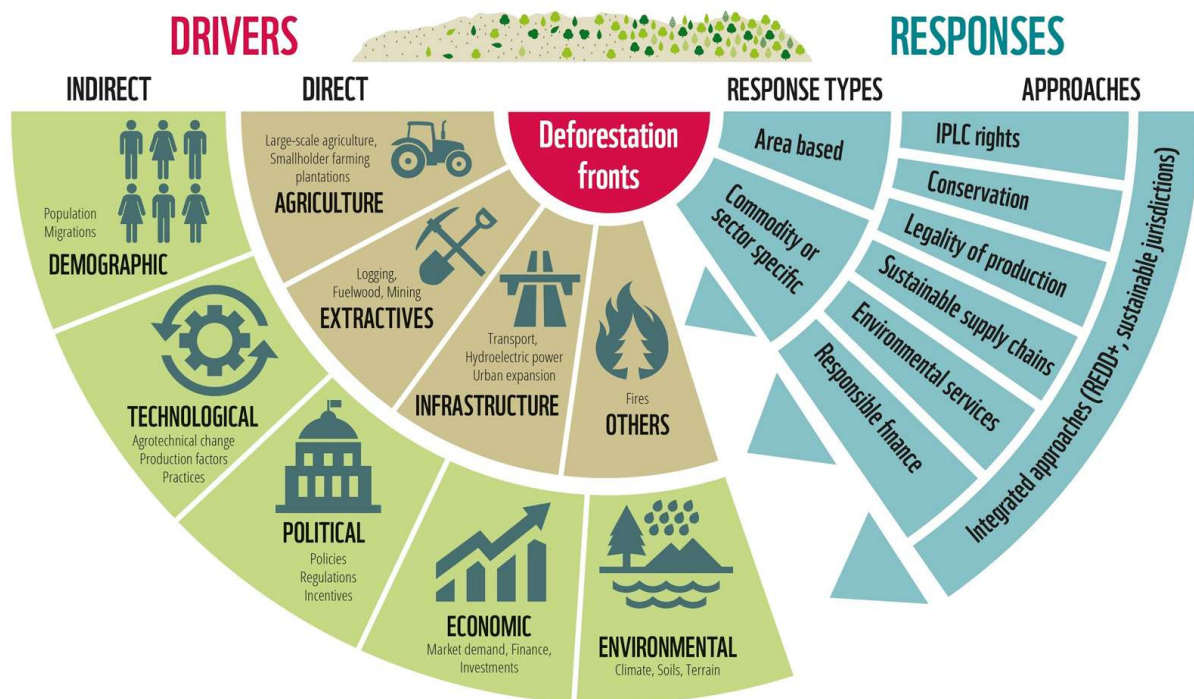 DRIVERS
RESPONSES
INDIRECT
DIRECT
RESPONSE TYPES
APPROACHES
Deforestation
fronts
Population
Migrations
DEMOGRAPHIC
TECHNOLOGICAL
Agrotechnical change
Production factors
Practices
POLITICAL
Policies
Regulations
Incentives
ECONOMIC
Market demand, Finance,
Investments
ENVIRONMENTAL
Climate, Soils, Terrain
Large-scale agriculture,
Smallholder farming
plantations
AGRICULTURE
Logging,
Fuelwood, Mining
EXTRACTIVES
Transport,
Hydroelectric power
Urban expansion
INFRASTRUCTURE
Fires
OTHERS
Area based
Commodity or
sector specific
IPLC rights
Conservation
Legality of production
Sustainable supply chains
Environmental services
Responsible finance
Integrated approaches (REDD+, sustainable jurisdictions)